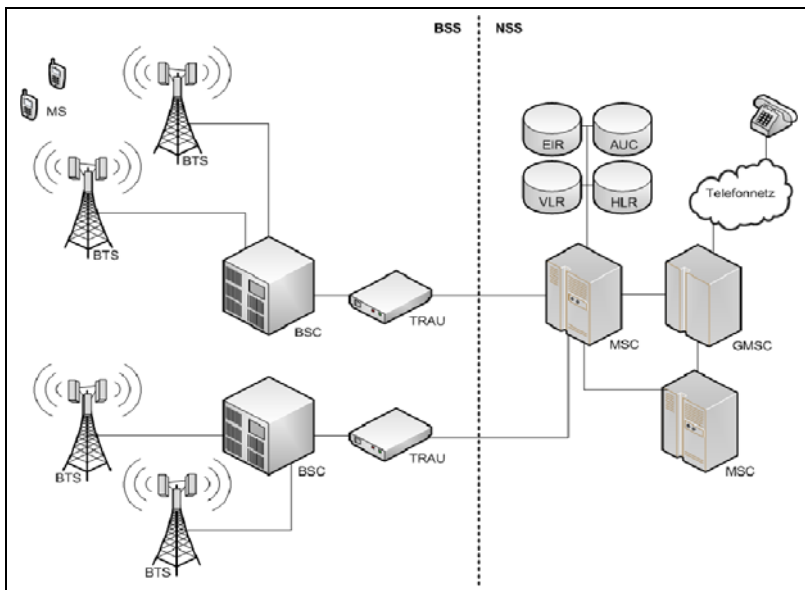 BSS
NSS
MS
BTS
BTS
EIR
AUC
VLR
HLR
Telefonnetz
BSC
TRAU
MSC
GMSC
BTS
BSC
TRAU
MSC
BTS